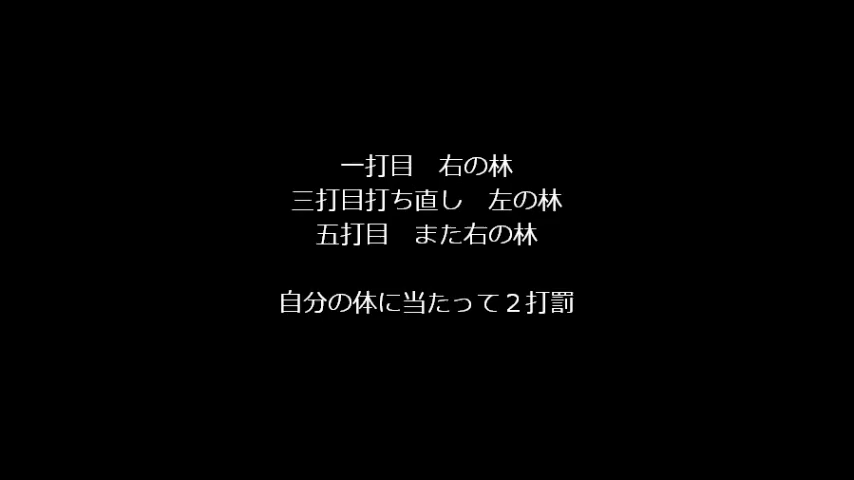 一打目　右の林
三打目打ち直し　左の林
五打目　また右の林
自分の体に当たって２打罰